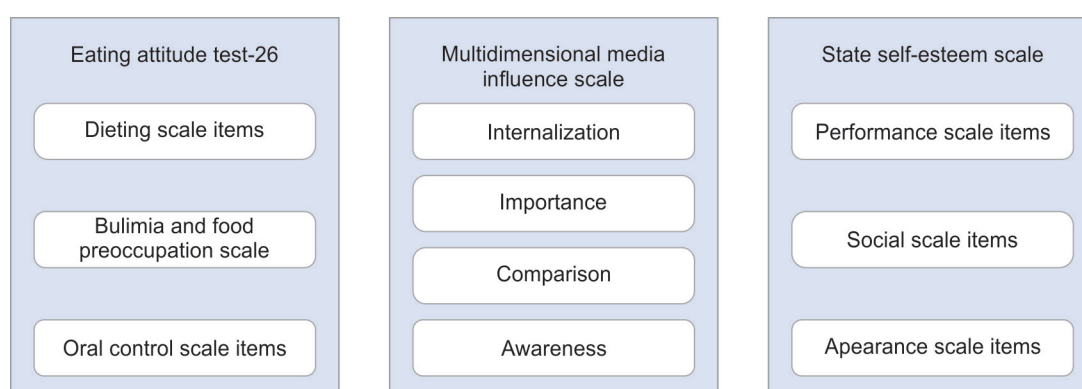 Eating attitude test-26
Dieting scale items
Bulimia and food
preoccupation scale
Oral control scale items
Multidimensional media
influence scale
Internalization
Importance
Comparison
Awareness
State self-esteem scale
Performance scale items
Social scale items
Apearance scale items